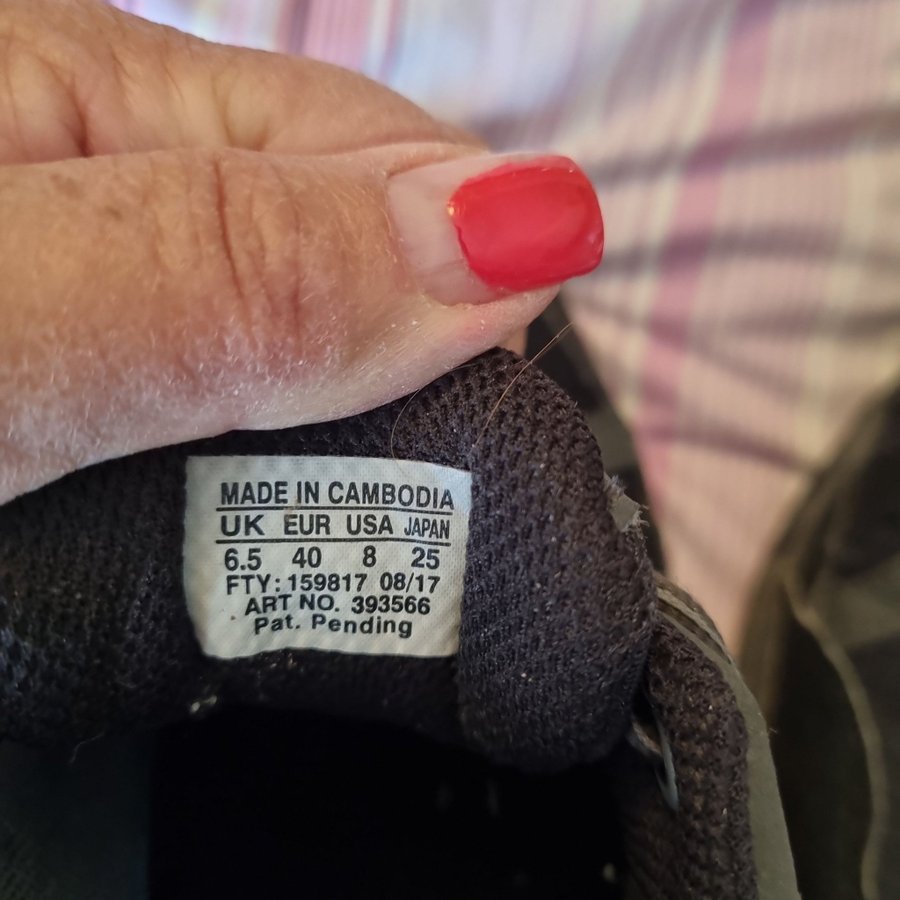 MADE IN CAMBODIA
UK EUR USA JAPAN
6.5 40 8 25
FTY: 159817 08/17
ART NO. 393566
Pat. Pending